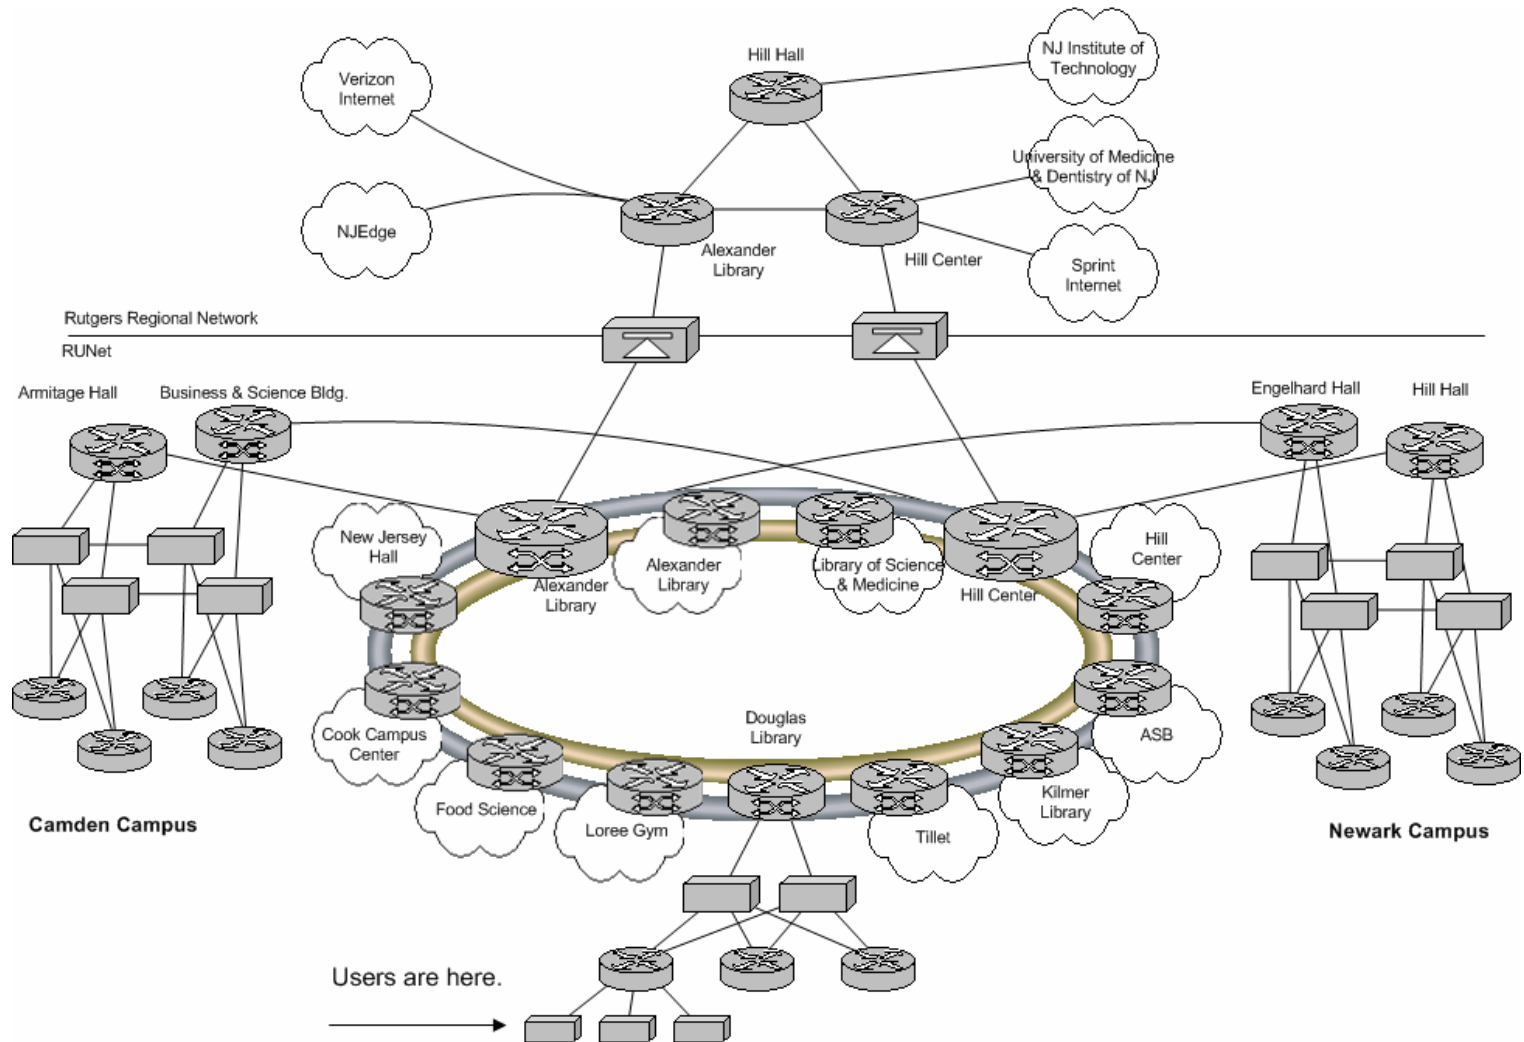 Hill Hall
NJ Institute of
Technology
Verizon
Internet
University of Medicine
& Dentistry of NJ
NJEdge
Alexander
Library
Hill Center
Sprint
Internet
Rutgers Regional Network
RUNet
Armitage Hall
Business & Science Bldg.
Engelhard Hall
Hill Hall
New Jersey
Hall
Alexander
Library
Alexander
Library
Library of Science
& Medicine
Hill Center
Hill
Center
Cook Campus
Center
Douglas
Library
ASB
Food Science
Loree Gym
Tillet
Kilmer
Library
Camden Campus
Newark Campus
Users are here.